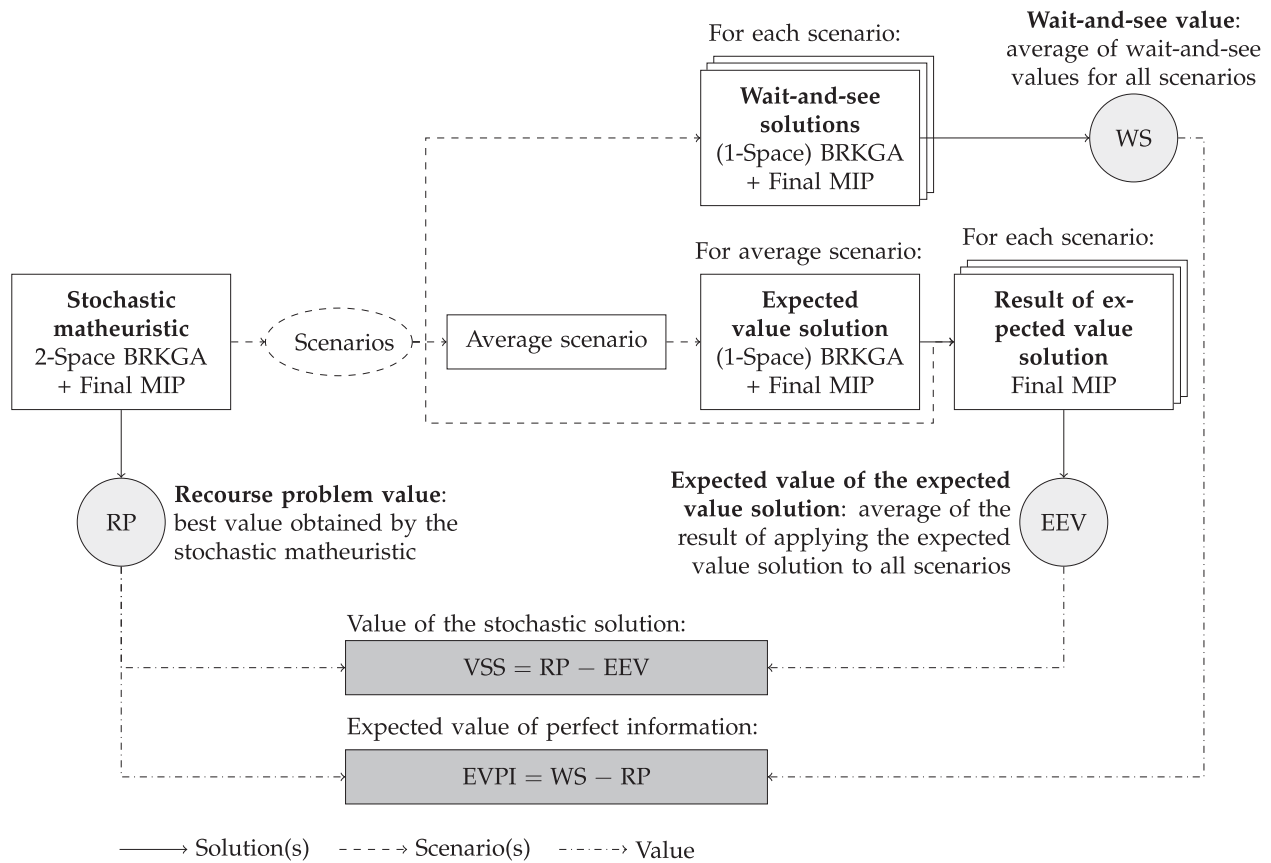 For each scenario:
Wait-and-see
solutions
(1-Space) BRKGA
+ Final MIP
Wait-and-see value:
average of wait-and-see
values for all scenarios
WS
Stochastic
matheuristic
2-Space BRKGA
+ Final MIP
Scenarios
Average scenario
For average scenario:
Expected
value solution
(1-Space) BRKGA
+ Final MIP
For each scenario:
Result of ex-
pected value
solution
Final MIP
RP
Recourse problem value:
best value obtained by the
stochastic matheuristic
Expected value of the expected
value solution: average of the
result of applying the expected
value solution to all scenarios
EEV
Value of the stochastic solution:
VSS = RP − EEV
Expected value of perfect information:
EVPI = WS − RP
Solution(s)
Scenario(s)
Value